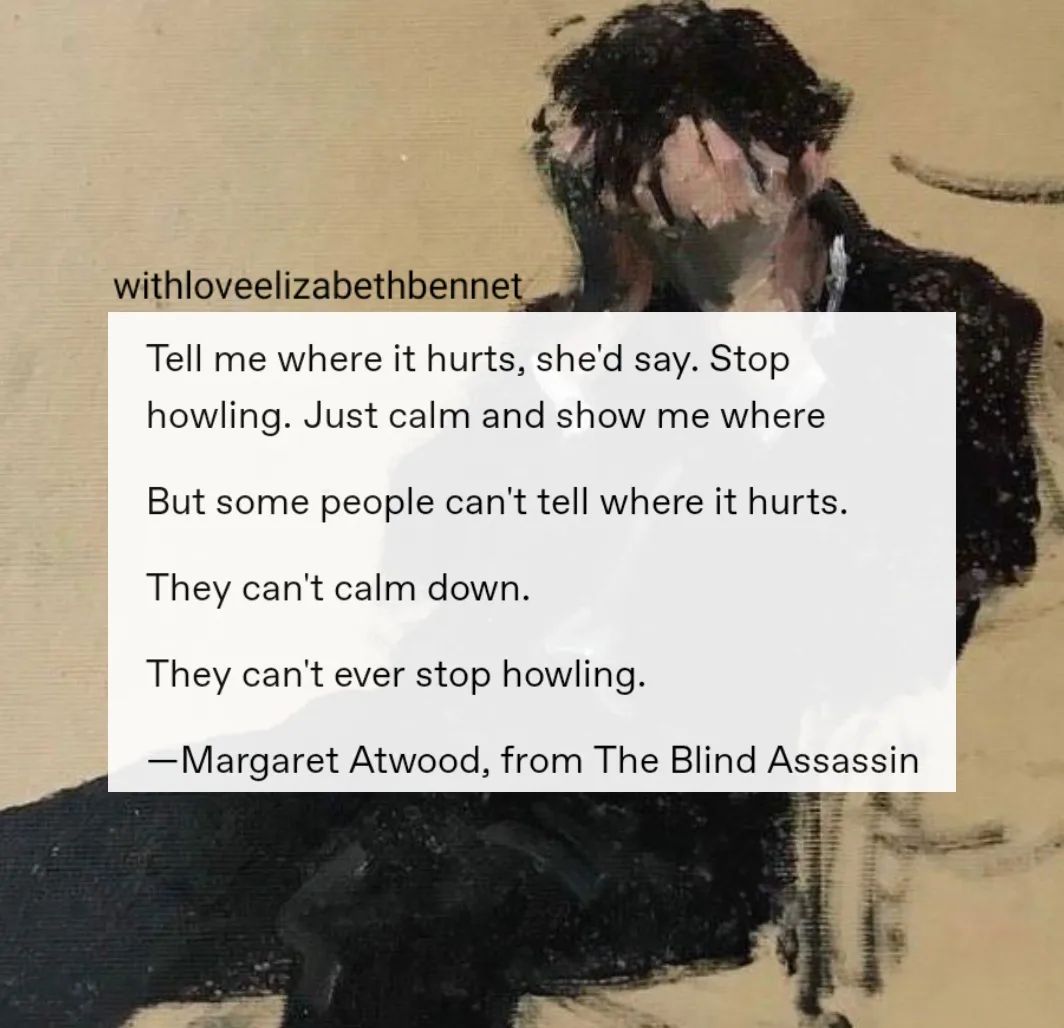 withloveelizabethbennet
Tell me where it hurts, she'd say. Stop
howling. Just calm and show me where
But some people can't tell where it hurts.
They can't calm down.
They can't ever stop howling.
—Margaret Atwood, from The Blind Assassin